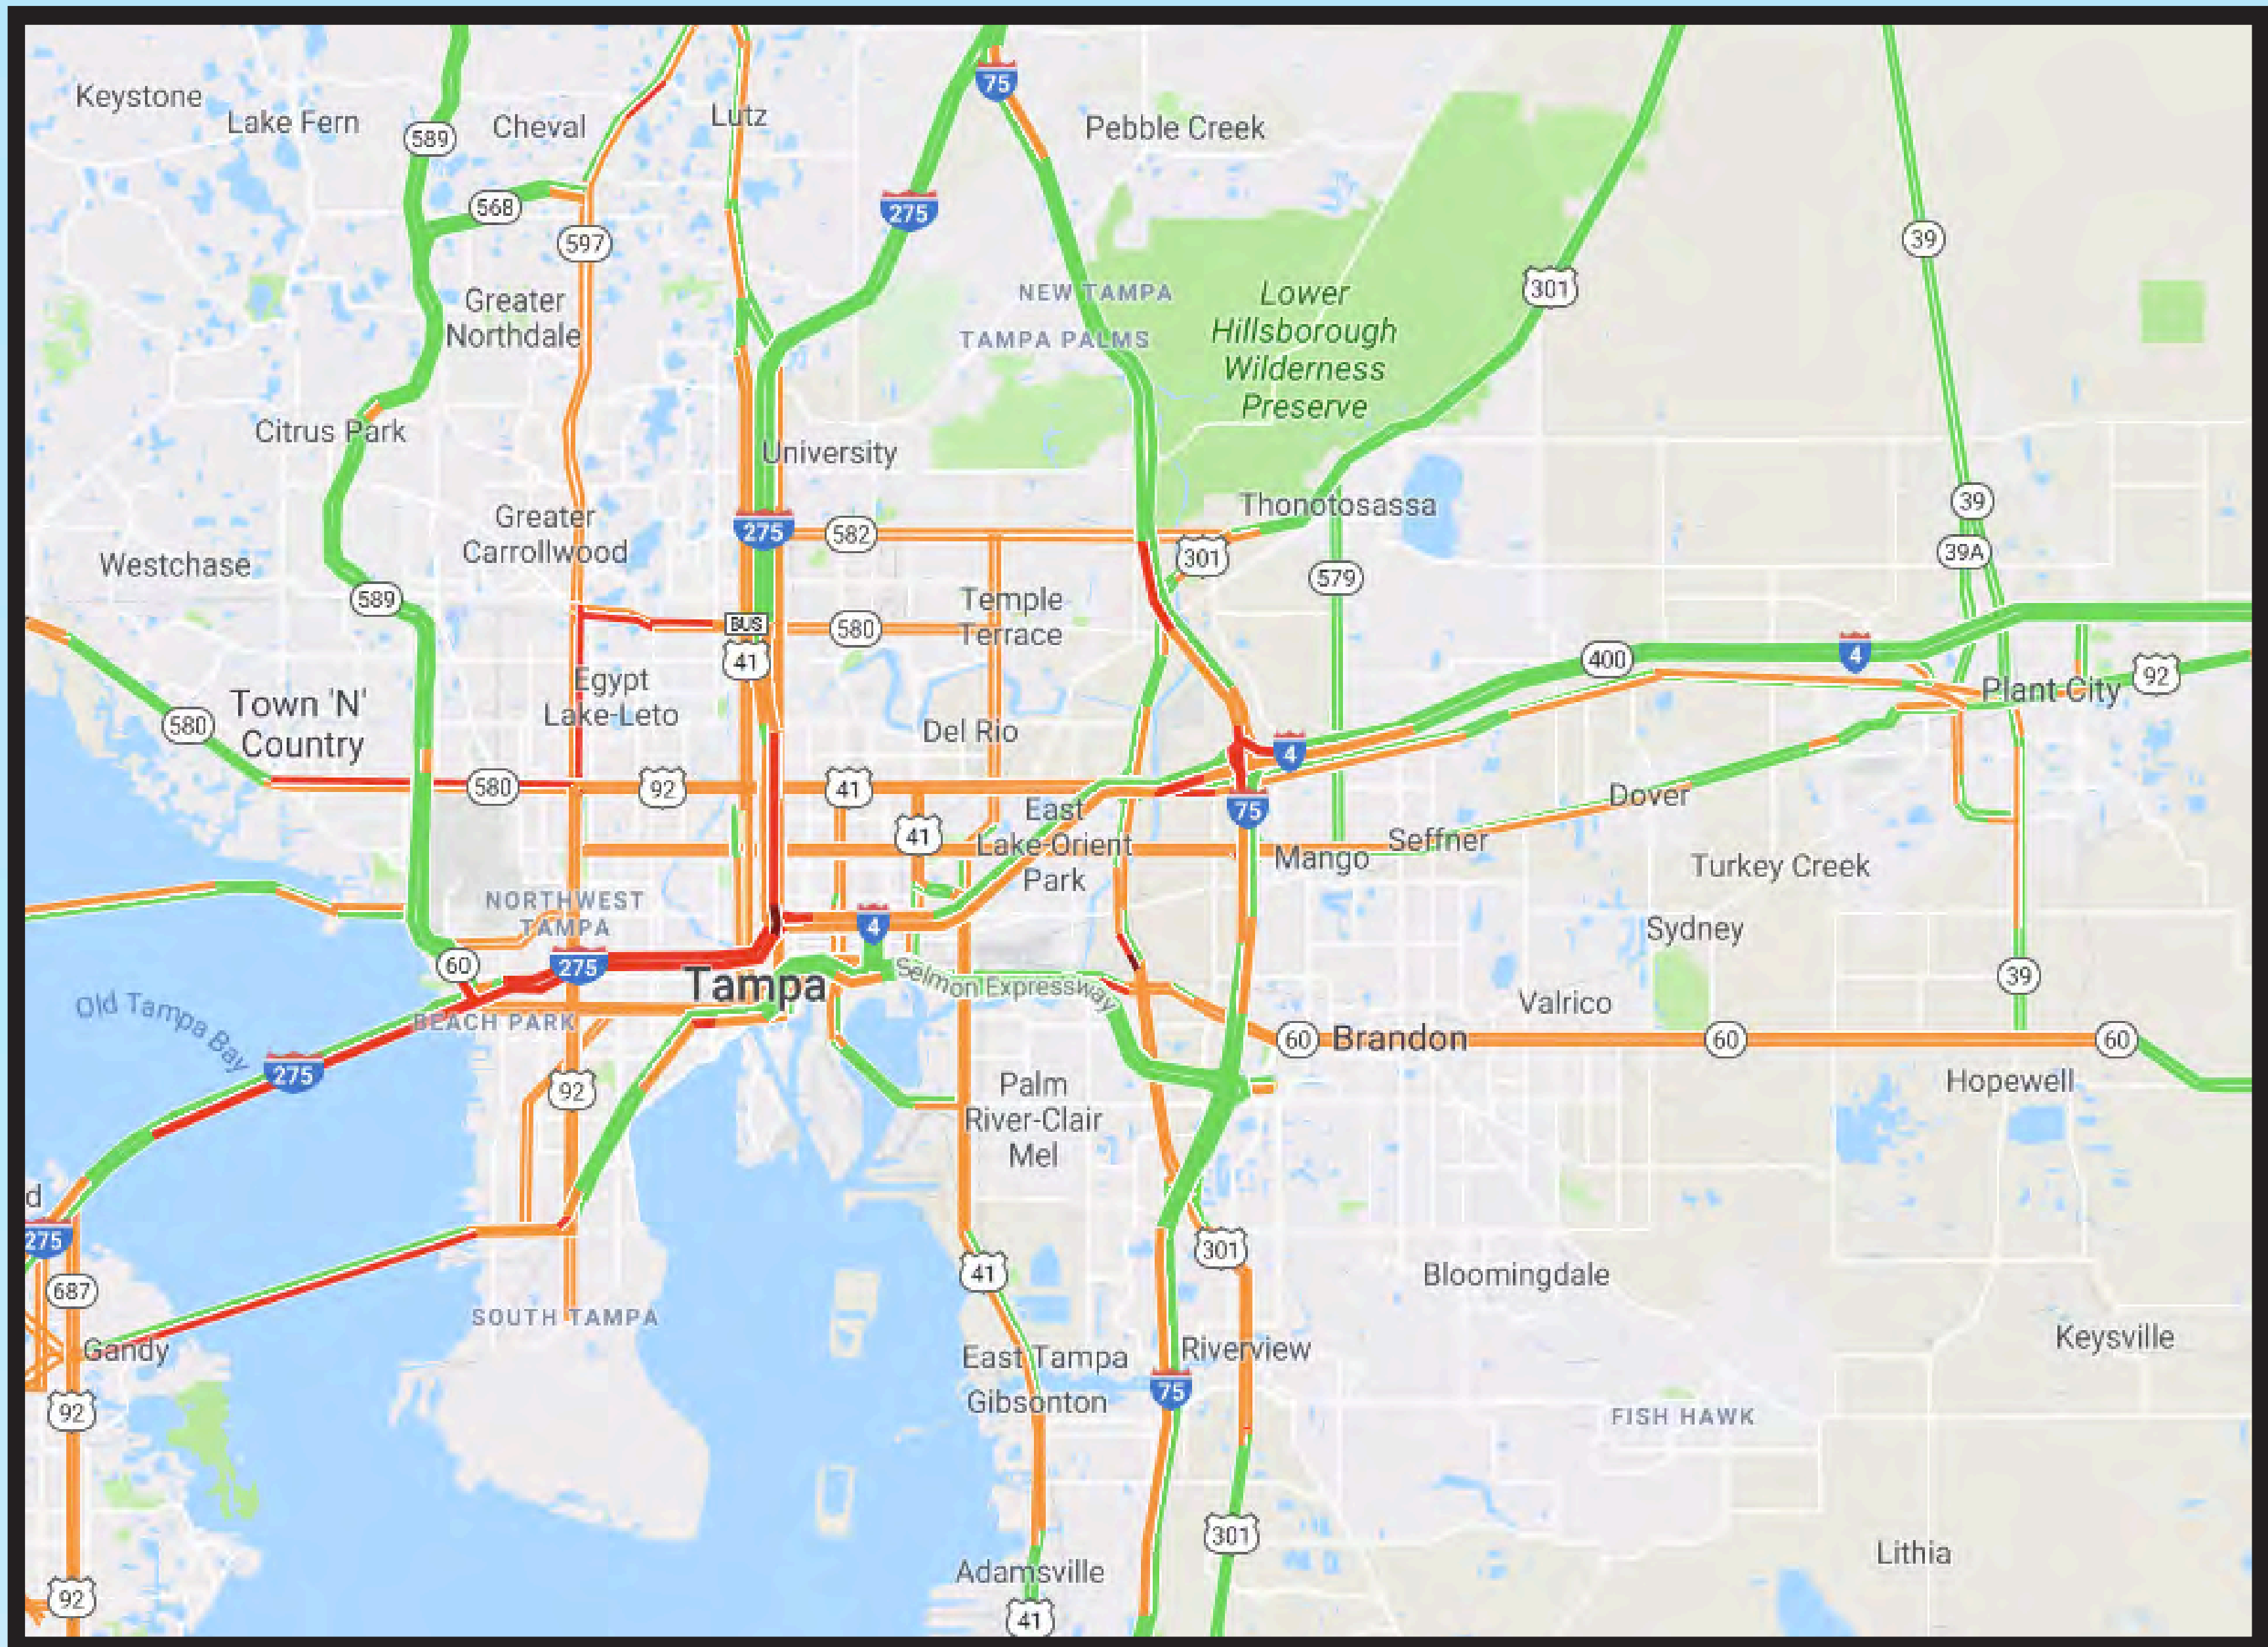 75
Keystone
Lake Fern
Cheval
Lutz
Pebble Creek
589
568
275
597
39
NEW TAMPA
Lower
Hillsborough
Wilderness
Preserve
301
Greater
Northdale
TAMPA PALMS
Citrus Park
University
Thonotosassa
39
Greater
Carrollwood
275
582
301
39A
Westchase
579
589
Temple
Terrace
BUS
41
580
400
4
92
Egypt
Lake-Leto
Plant City
Town 'N'
Country
580
Del Rio
4
580
92
41
75
Dover
East
Lake-Orient
Park
41
Mango
Seffner
Turkey Creek
NORTHWEST
TAMPA
4
Sydney
60
275
Tampa
Selmon Expressway
39
Valrico
Old Tampa Bay
BEACH PARK
60
Brandon
60
60
275
92
Palm
River-Clair
Mel
Hopewell
d
275
301
41
687
Bloomingdale
SOUTH TAMPA
Gandy
East Tampa
Riverview
Keysville
75
Gibsonton
92
FISH HAWK
301
Lithia
Adamsville
92
41